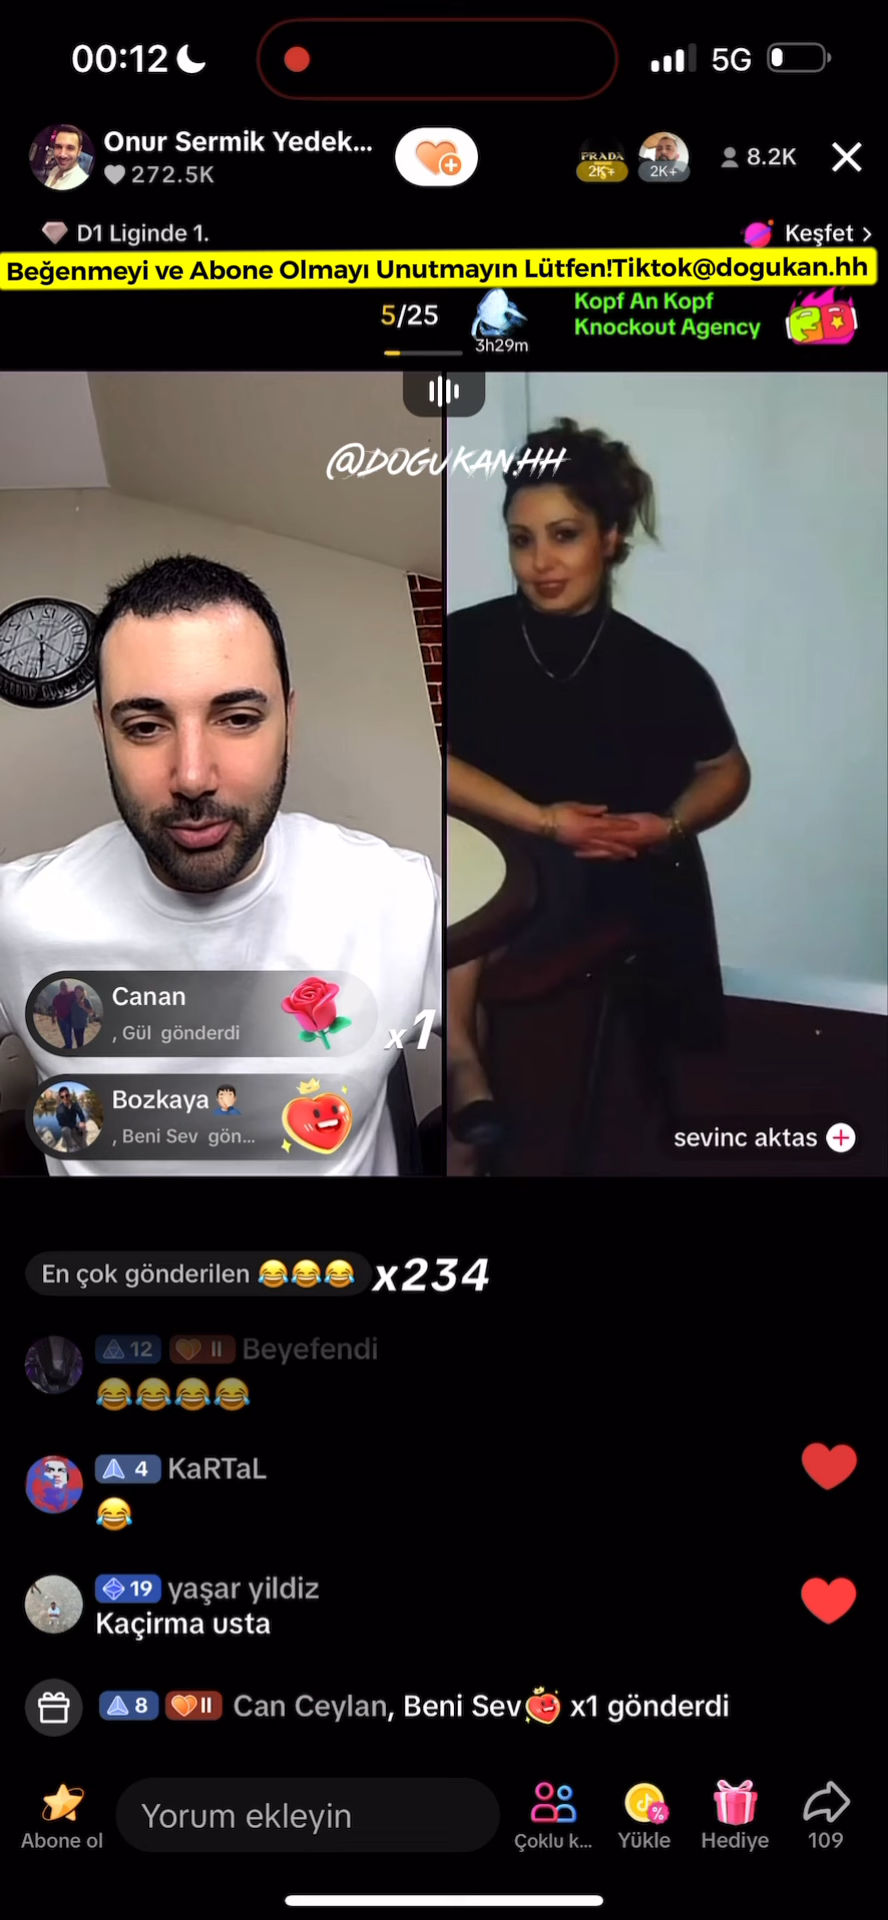 00:12
5G
Onur Sermik Yedek...
272.5K
PRADA
2K+
2K+
8.2K
D1 Liginde 1.
Keşfet >
Beğenmeyi ve Abone Olmayı Unutmayın Lütfen!Tiktok@dogukan.hh
5/25
3h29m
Kopf An Kopf
Knockout Agency
@DOGUKAN.HH
Canan
, Gül gönderdi
x1
Bozkaya🤦🏻‍♂️
, Beni Sev gön...
sevinc aktas
En çok gönderilen 😂😂😂 x234
12 II Beyefendi
😂😂😂😂
4 KaRTaL
😂
19 yaşar yildiz
Kaçirma usta
8 II Can Ceylan, Beni Sev x1 gönderdi
Abone ol
Yorum ekleyin
Çoklu k...
Yükle
Hediye
109